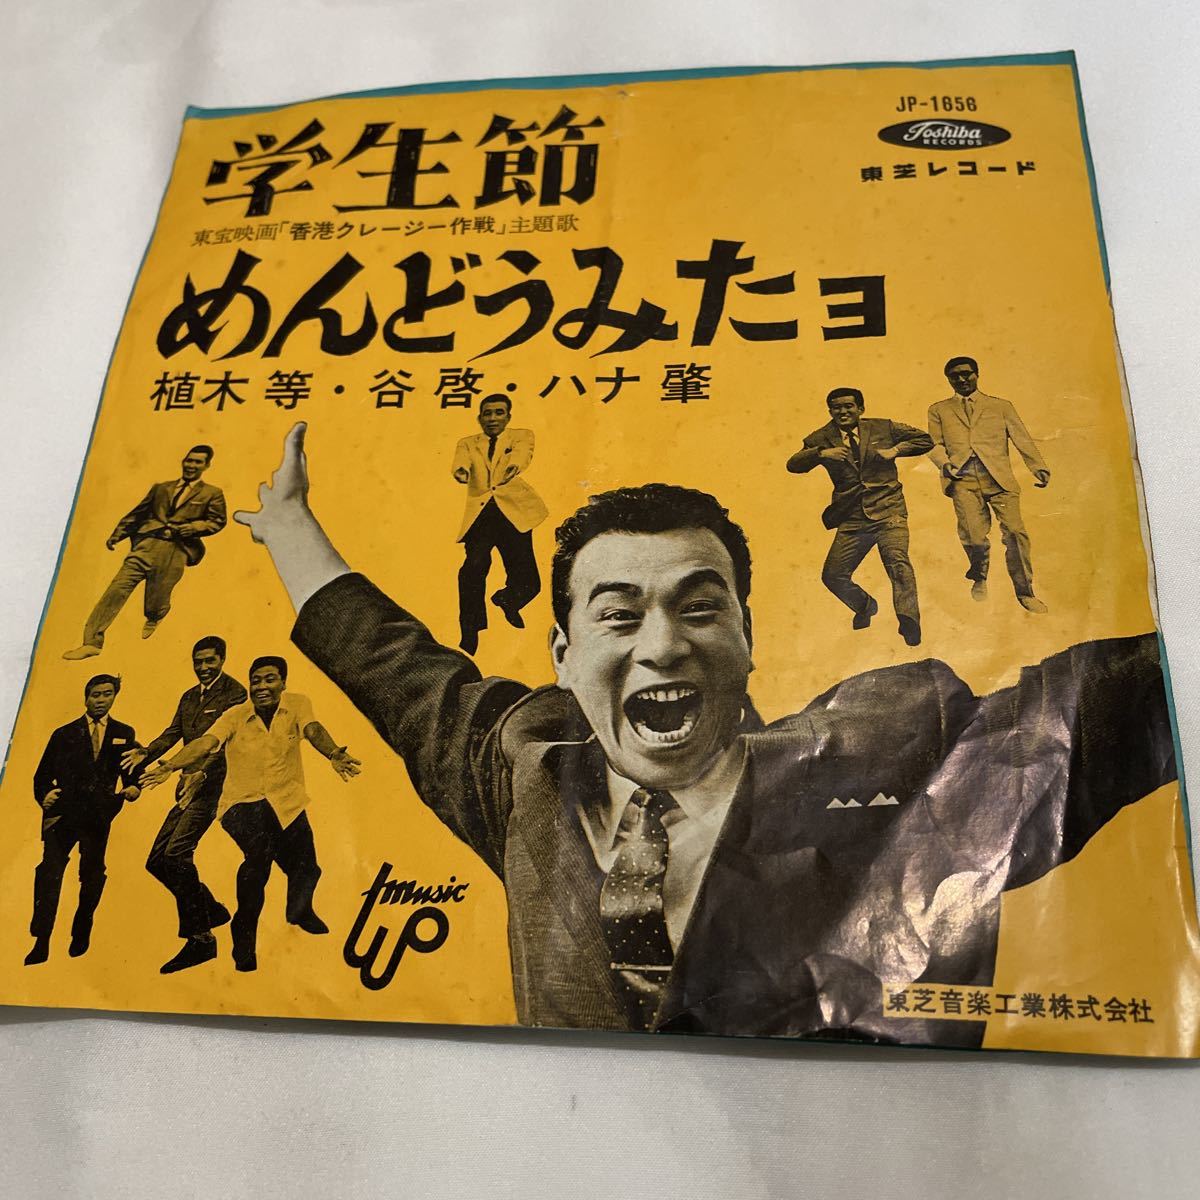 JP-1656
Toshiba
RECORDS
東芝レコード
学生節
東宝映画「香港クレージー作戦」主題歌
めんどうみたヨ
植木 等・谷 啓・ハナ 肇
music
UP
東芝音楽工業株式会社